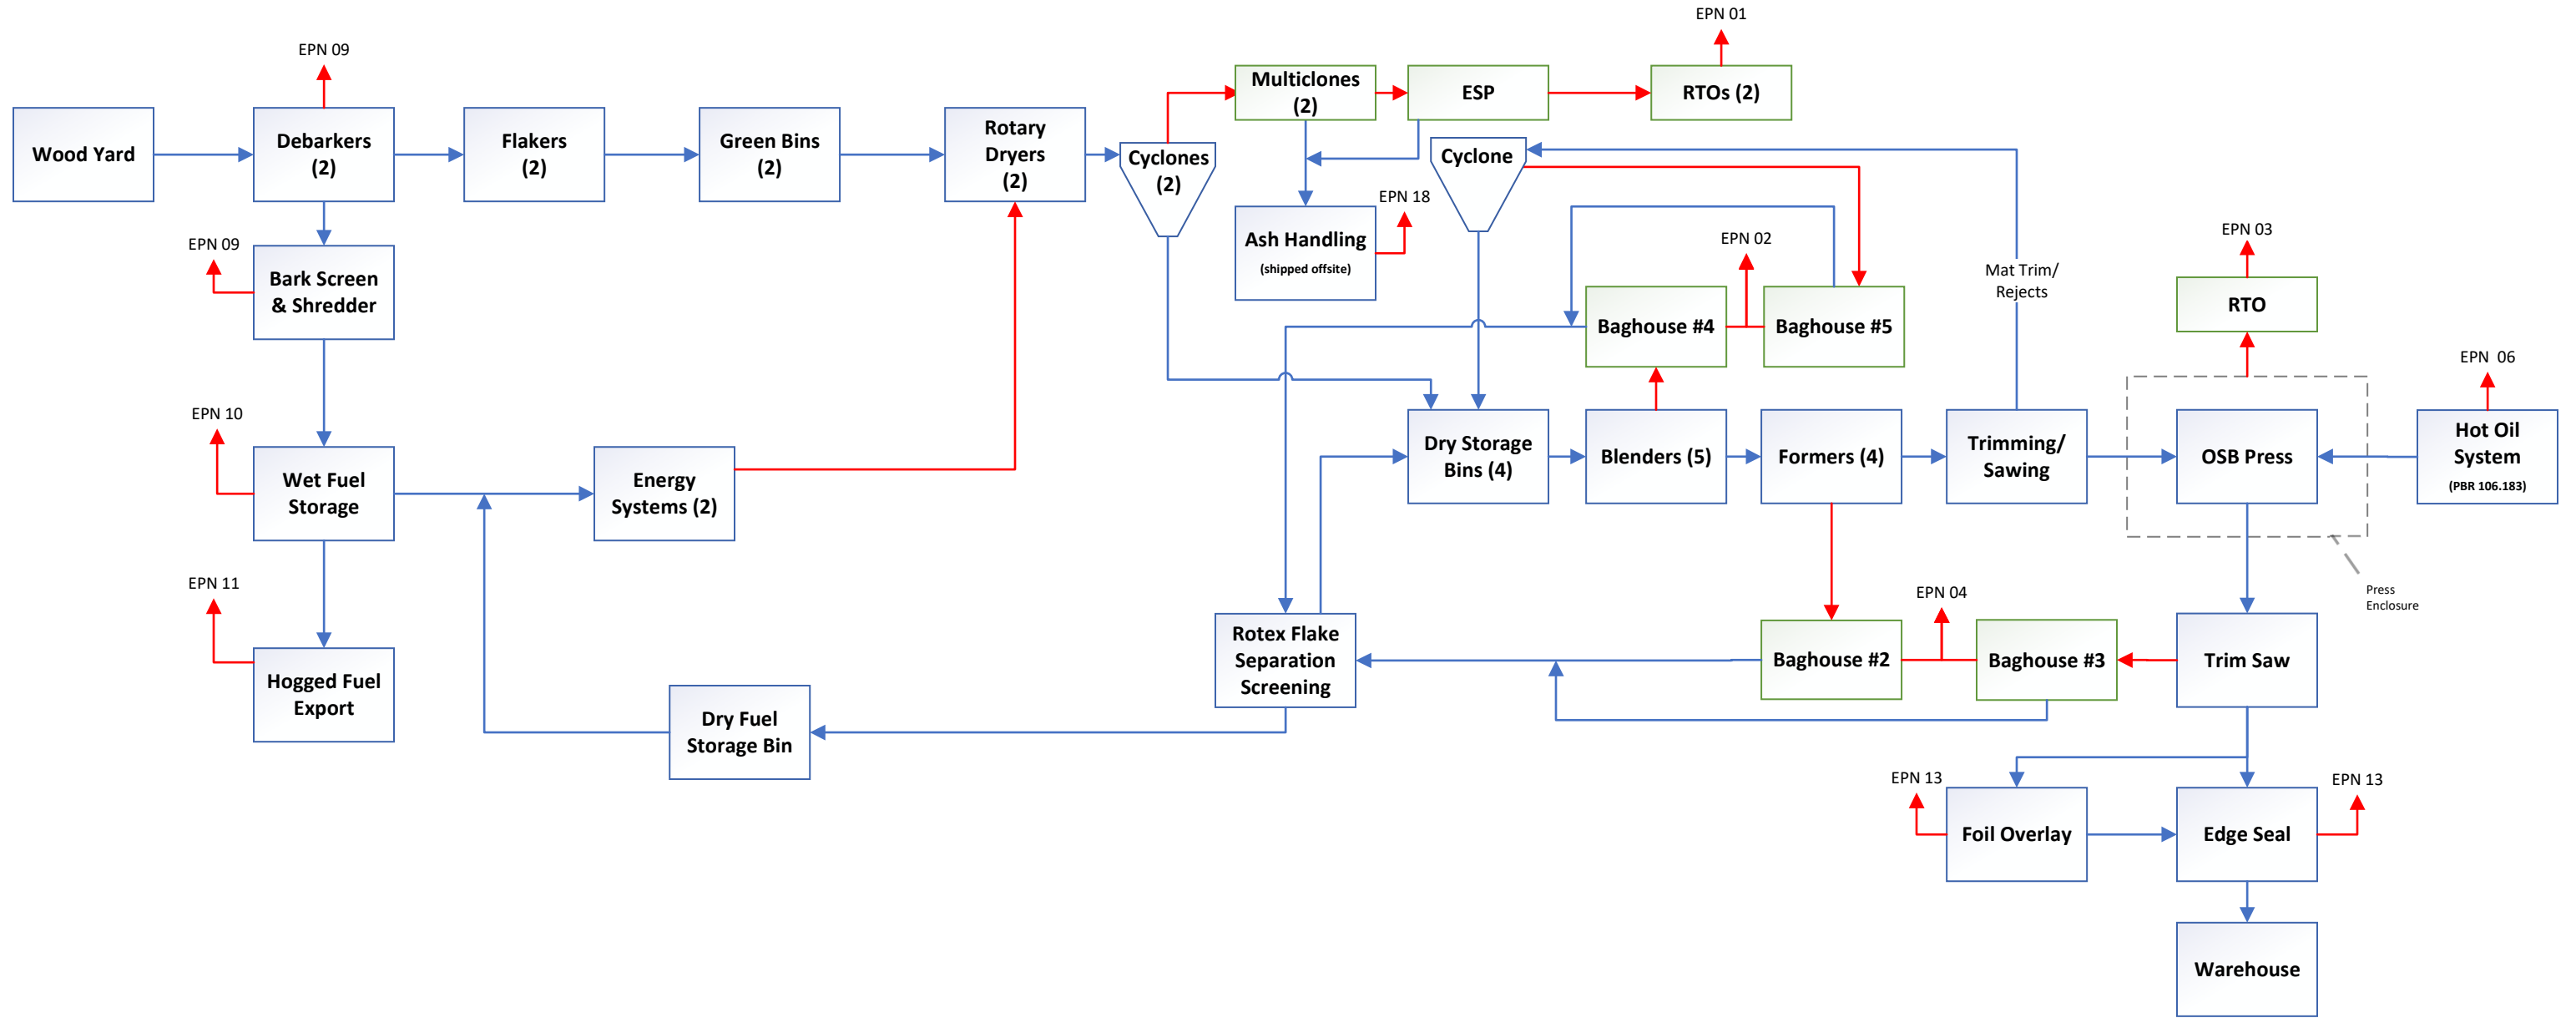 EPN 01
EPN 09
Wood Yard
Debarkers
(2)
Flakers
(2)
Green Bins
(2)
Rotary
Dryers
(2)
Cyclones
(2)
Multiclones
(2)
ESP
RTOs (2)
Cyclone
EPN 18
Ash Handling
(shipped offsite)
EPN 02
EPN 03
EPN 09
Bark Screen
& Shredder
Mat Trim/
Rejects
Baghouse #4
Baghouse #5
RTO
EPN  06
EPN 10
Wet Fuel
Storage
Energy
Systems (2)
Dry Storage
Bins (4)
Blenders (5)
Formers (4)
Trimming/
Sawing
OSB Press
Hot Oil
System
(PBR 106.183)
Press
Enclosure
EPN 11
Hogged Fuel
Export
Dry Fuel
Storage Bin
Rotex Flake
Separation
Screening
EPN 04
Baghouse #2
Baghouse #3
Trim Saw
EPN 13
Foil Overlay
Edge Seal
EPN 13
Warehouse